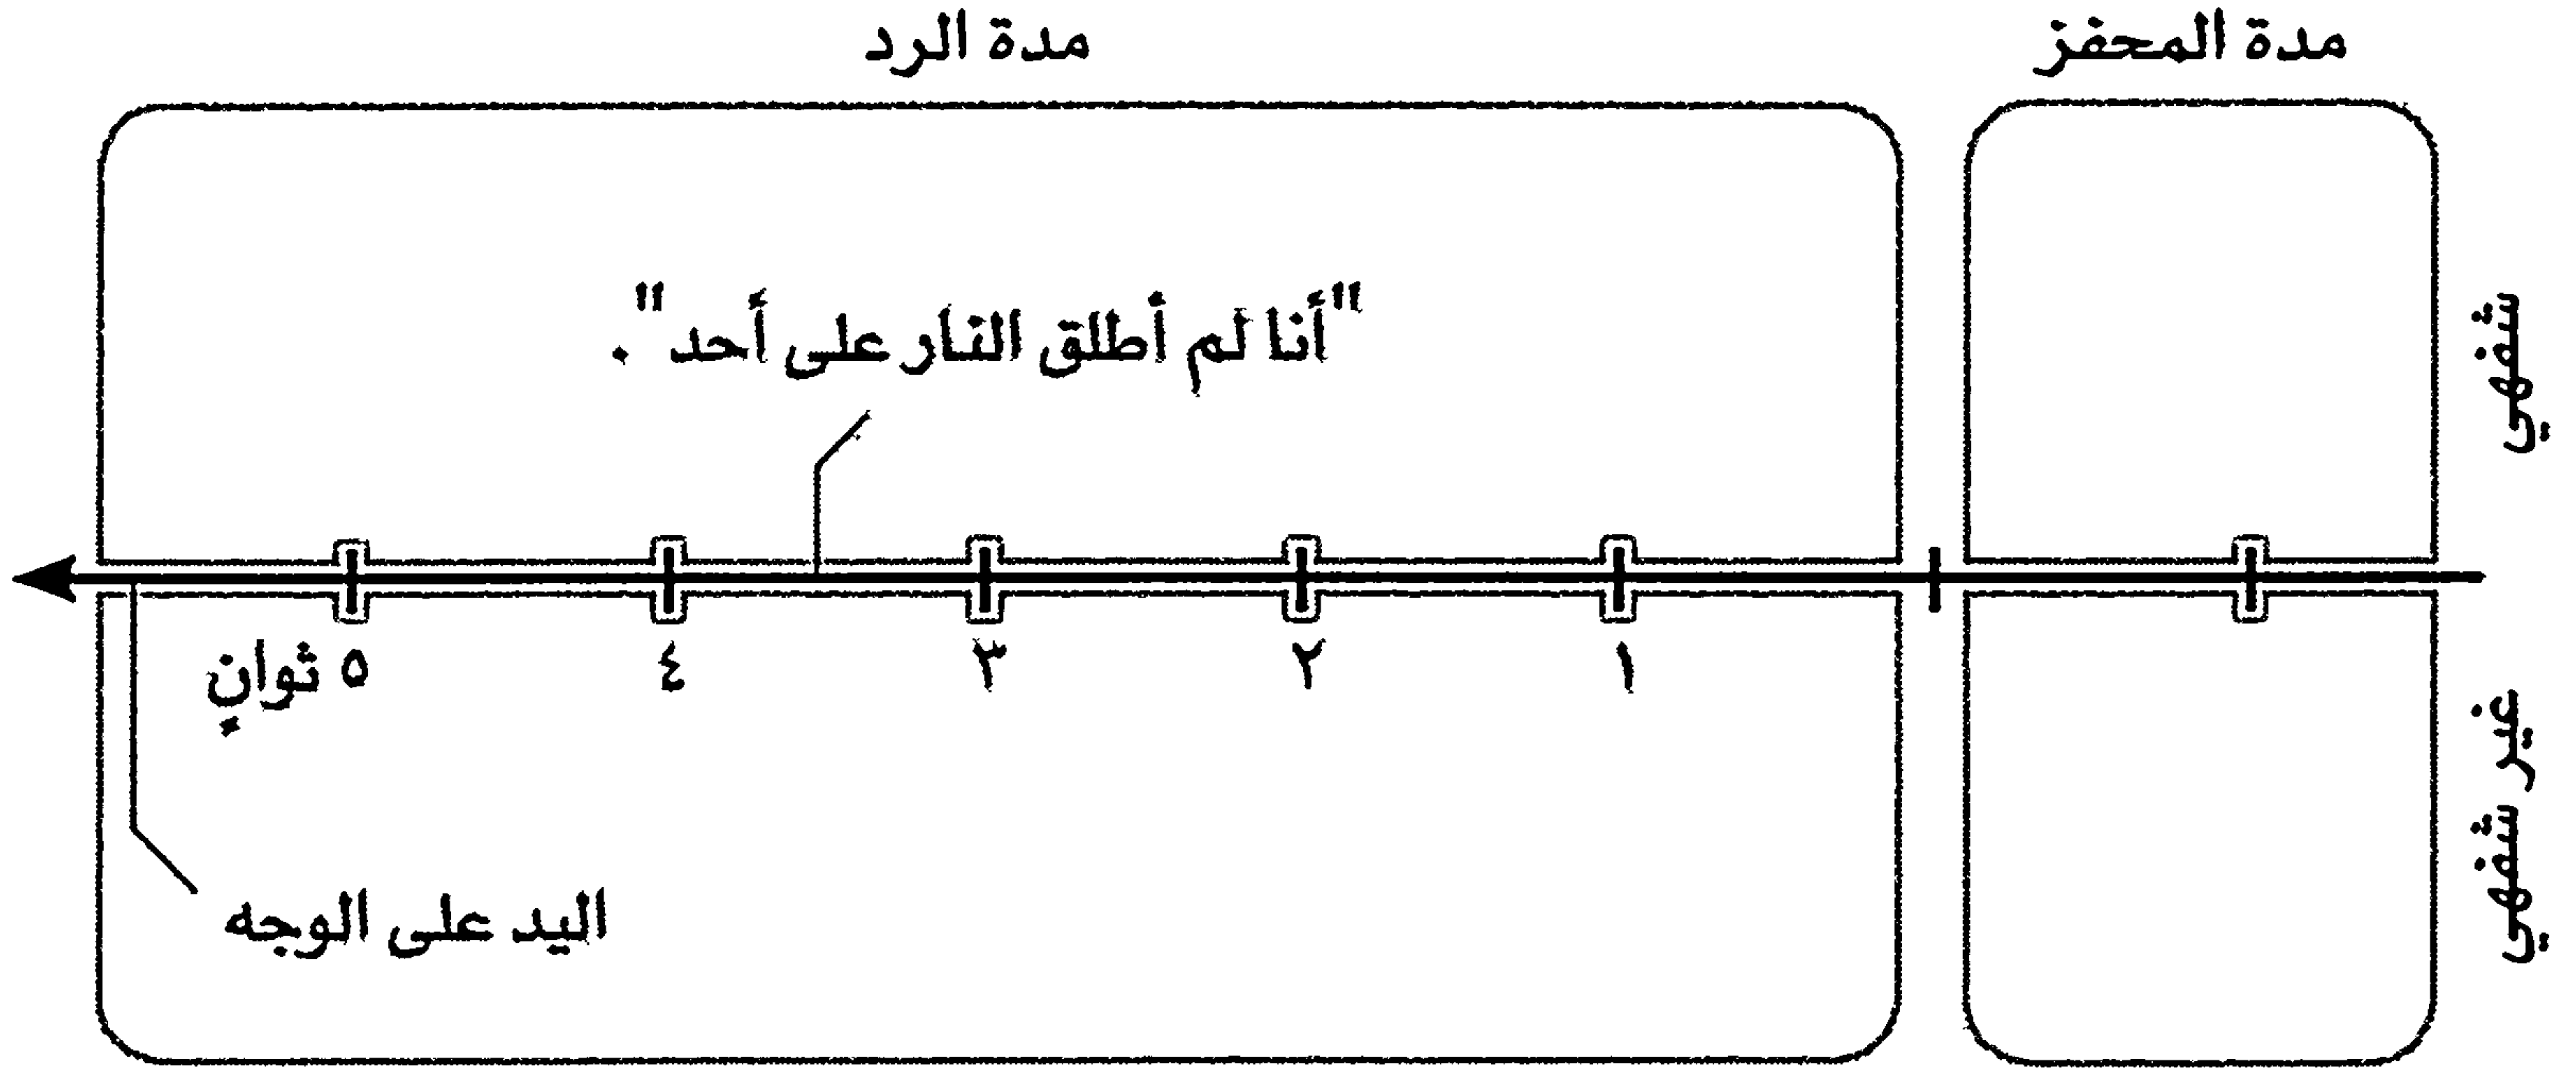 مدة المحفز
مدة الرد
شفهي
"أنا لم أطلق النار على أحد".
١
٢
٣
٤
٥ ثوانٍ
غير شفهي
اليد على الوجه